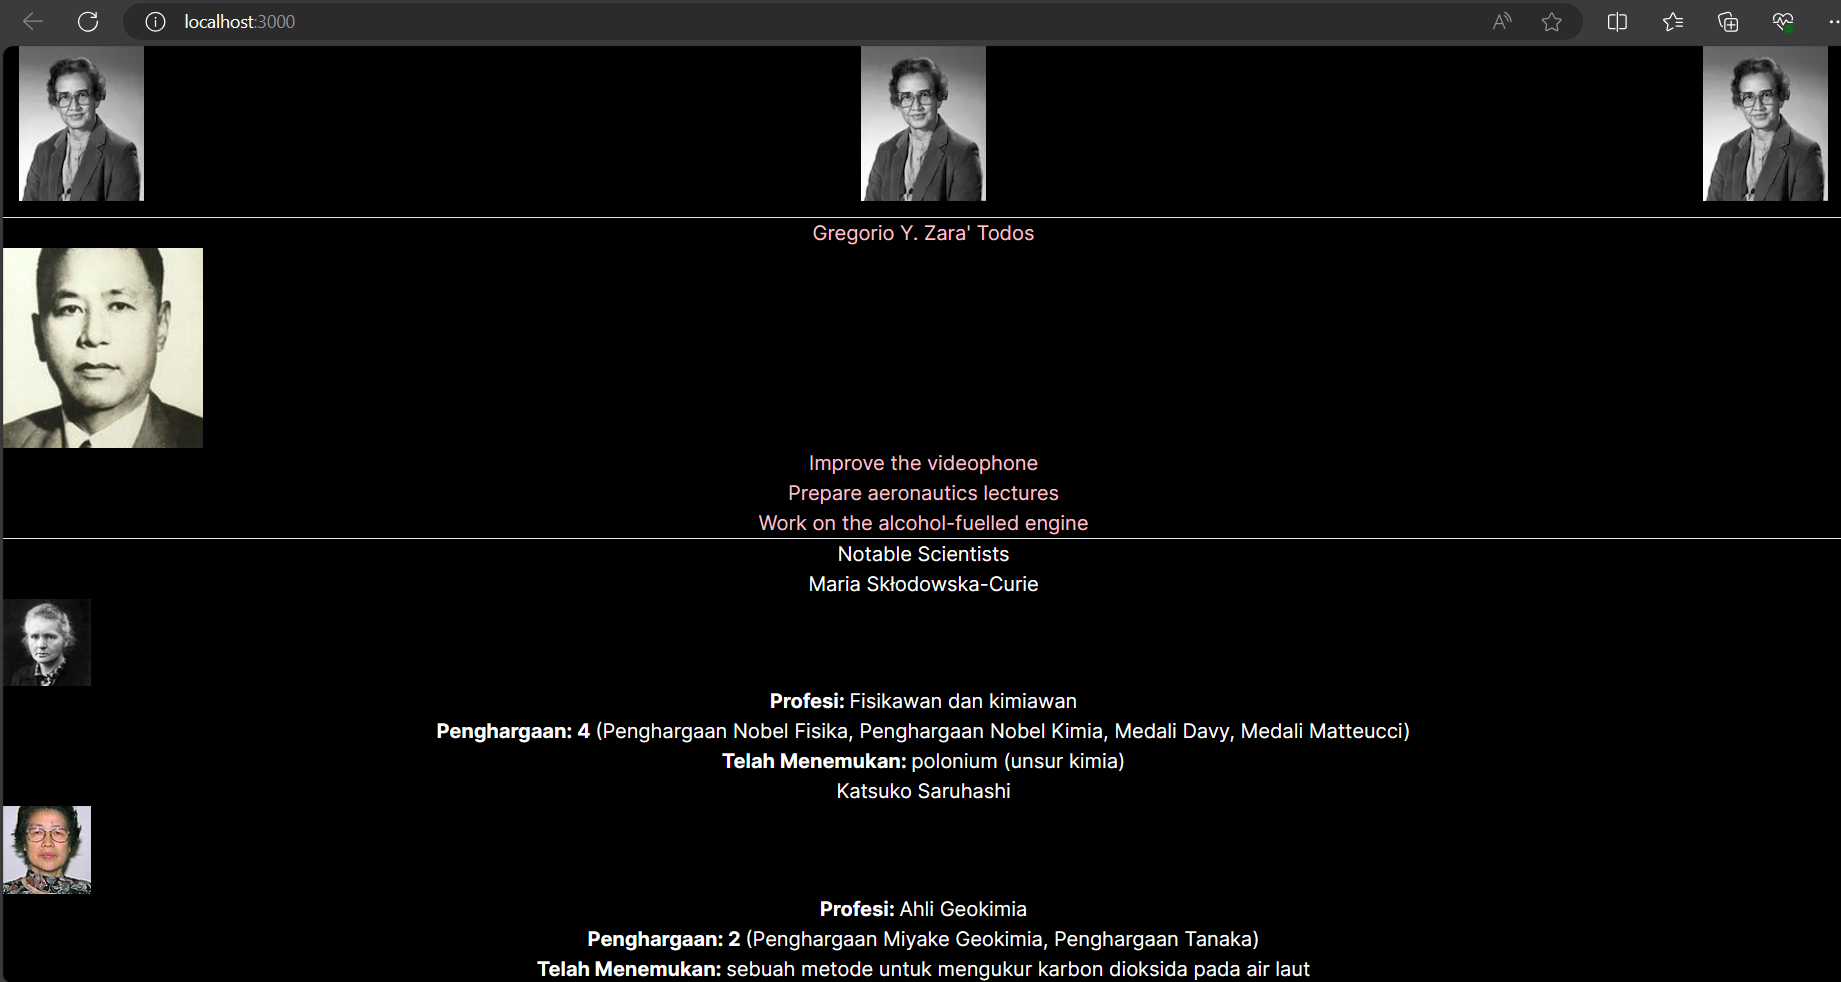 localhost:3000
Gregorio Y. Zara' Todos
Improve the videophone
Prepare aeronautics lectures
Work on the alcohol-fuelled engine
Notable Scientists
Maria Skłodowska-Curie
Profesi: Fisikawan dan kimiawan
Penghargaan: 4 (Penghargaan Nobel Fisika, Penghargaan Nobel Kimia, Medali Davy, Medali Matteucci)
Telah Menemukan: polonium (unsur kimia)
Katsuko Saruhashi
Profesi: Ahli Geokimia
Penghargaan: 2 (Penghargaan Miyake Geokimia, Penghargaan Tanaka)
Telah Menemukan: sebuah metode untuk mengukur karbon dioksida pada air laut